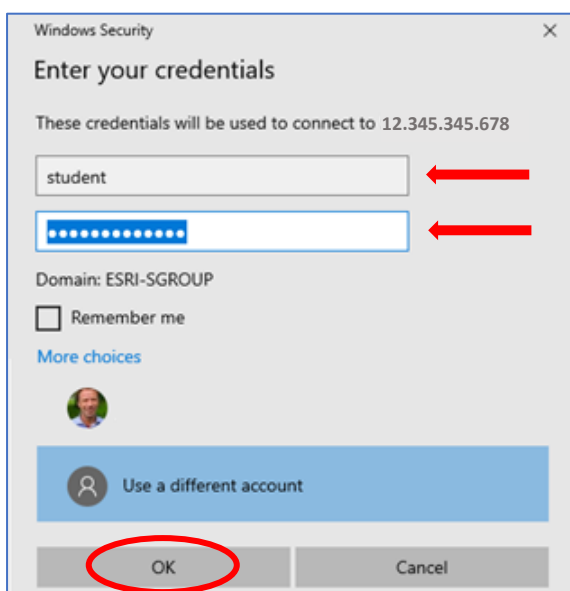 Windows Security
Enter your credentials
These credentials will be used to connect to 12.345.345.678
student
Domain: ESRI-SGROUP
Remember me
More choices
Use a different account
OK
Cancel